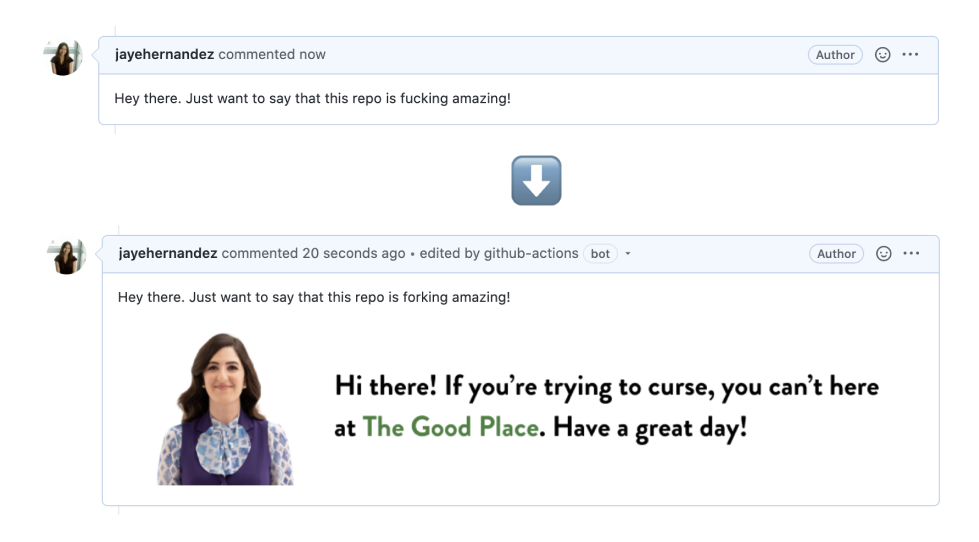 jayehernandez commented now Author
Hey there. Just want to say that this repo is fucking amazing!
jayehernandez commented 20 seconds ago • edited by github-actions bot Author
Hey there. Just want to say that this repo is forking amazing!
Hi there! If you're trying to curse, you can't here
at The Good Place. Have a great day!